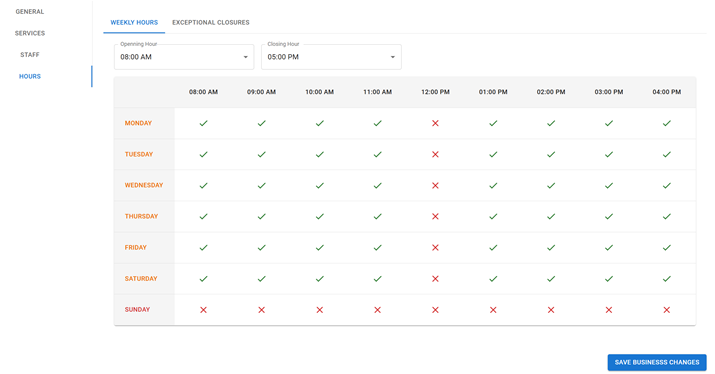 GENERAL
SERVICES
STAFF
HOURS
WEEKLY HOURS EXCEPTIONAL CLOSURES
Openning Hour Closing Hour
08:00 AM 05:00 PM
08:00 AM 09:00 AM 10:00 AM 11:00 AM 12:00 PM 01:00 PM 02:00 PM 03:00 PM 04:00 PM
MONDAY
TUESDAY
WEDNESDAY
THURSDAY
FRIDAY
SATURDAY
SUNDAY
SAVE BUSINESSS CHANGES